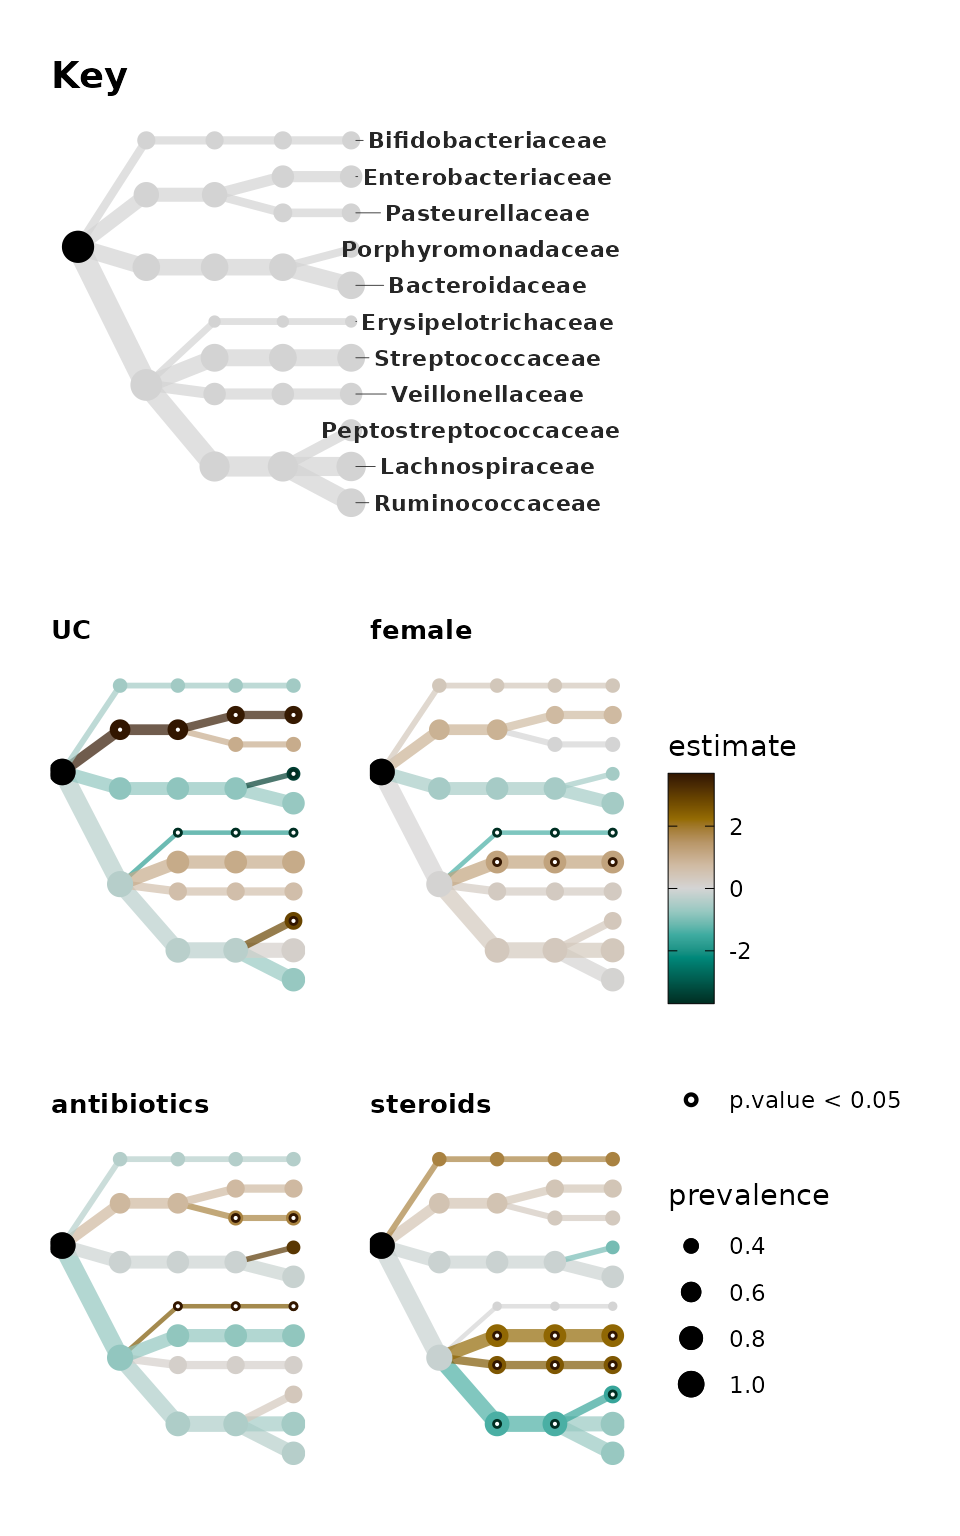 Key
Bifidobacteriaceae
Enterobacteriaceae
Pasteurellaceae
Porphyromonadaceae
Bacteroidaceae
Erysipelotrichaceae
Streptococcaceae
Veillonellaceae
Peptostreptococcaceae
Lachnospiraceae
Ruminococcaceae
UC
female
estimate
2
0
-2
antibiotics
steroids
p.value < 0.05
prevalence
0.4
0.6
0.8
1.0